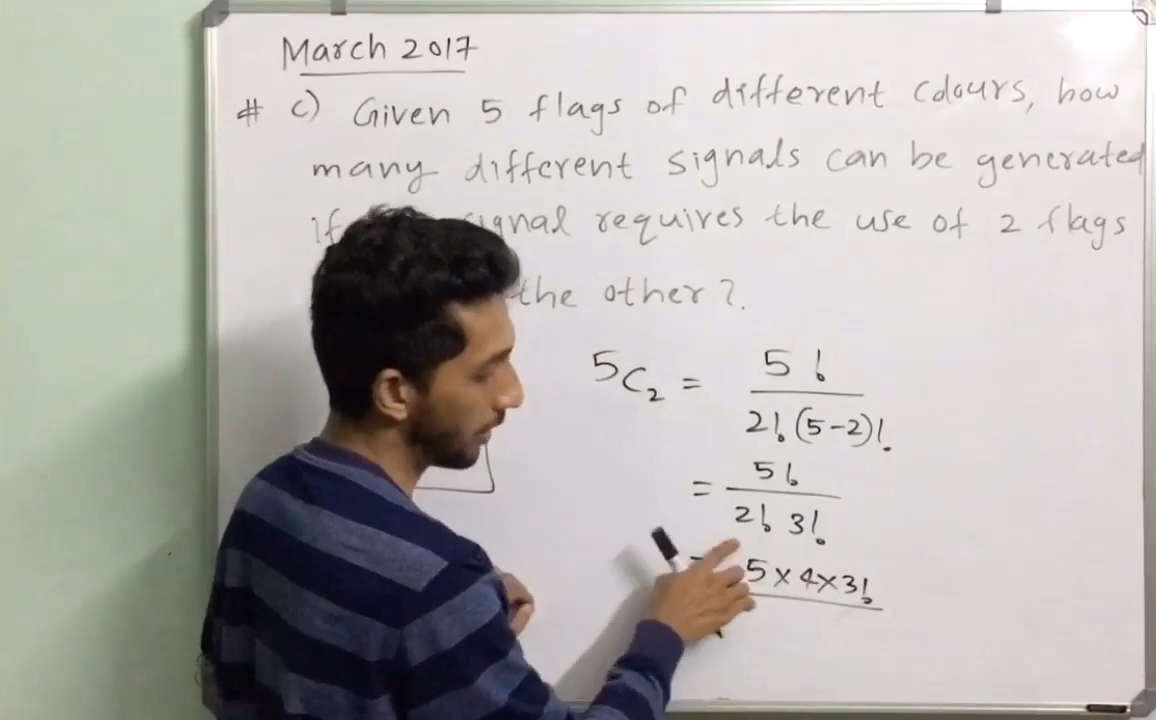 March 2017
# c) Given 5 flags of different colours, how
many different signals can be generated
if signal requires the use of 2 flags
the other?.
5C2 = 5! / 2!(5-2)!
= 5! / 2! 3!
= 5×4×3!